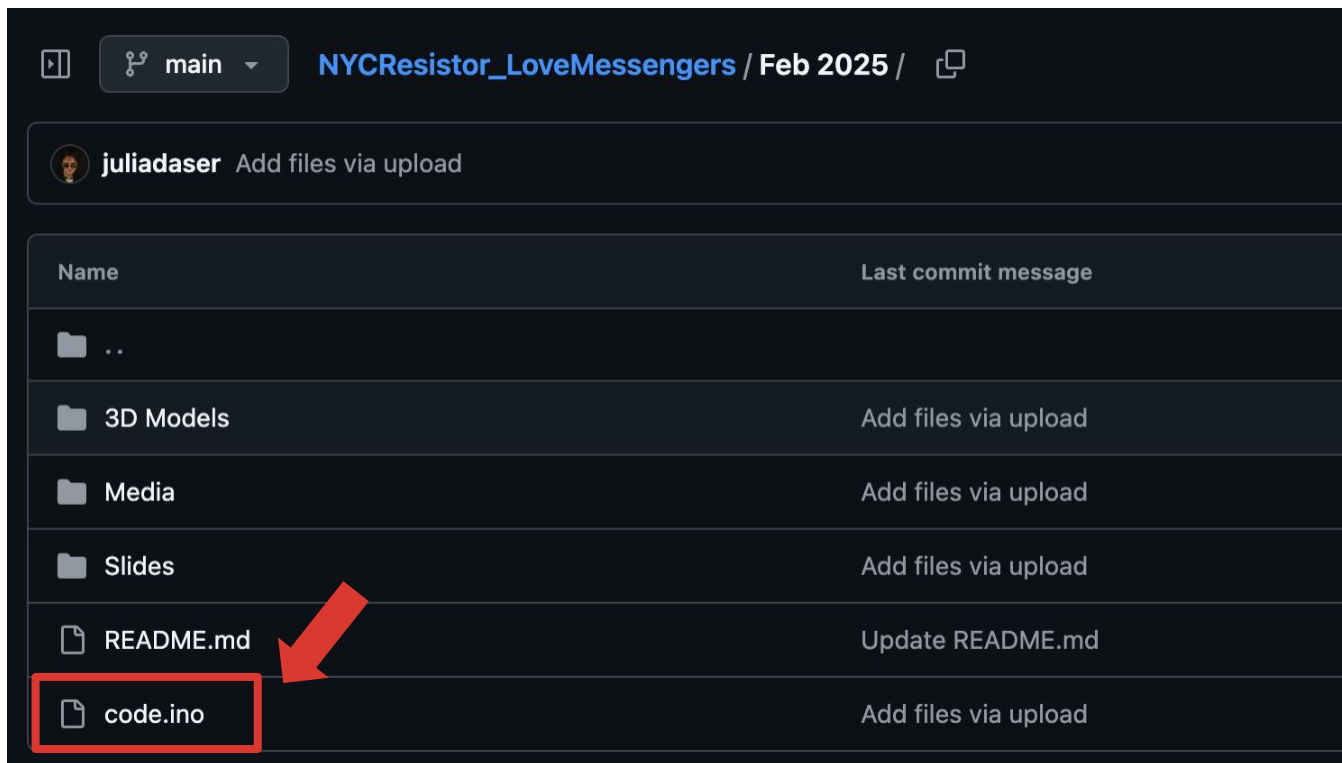 main NYCResistor_LoveMessengers / Feb 2025 /
juliadaser Add files via upload
Name Last commit message
..
3D Models Add files via upload
Media Add files via upload
Slides Add files via upload
README.md Update README.md
code.ino Add files via upload